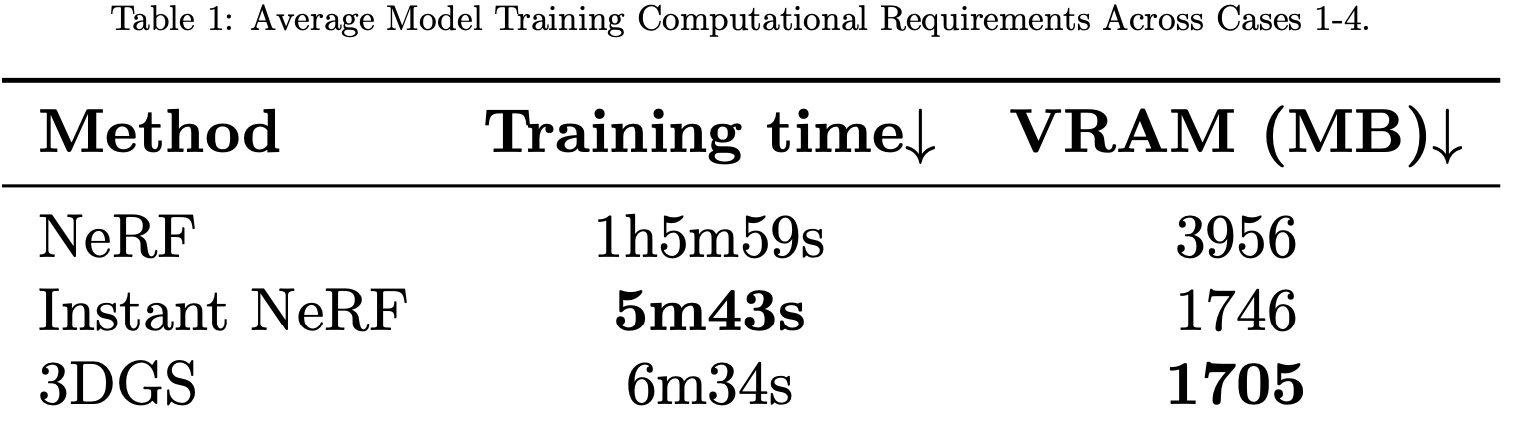 Table 1: Average Model Training Computational Requirements Across Cases 1-4.
Method Training time↓ VRAM (MB)↓
NeRF 1h5m59s 3956
Instant NeRF 5m43s 1746
3DGS 6m34s 1705